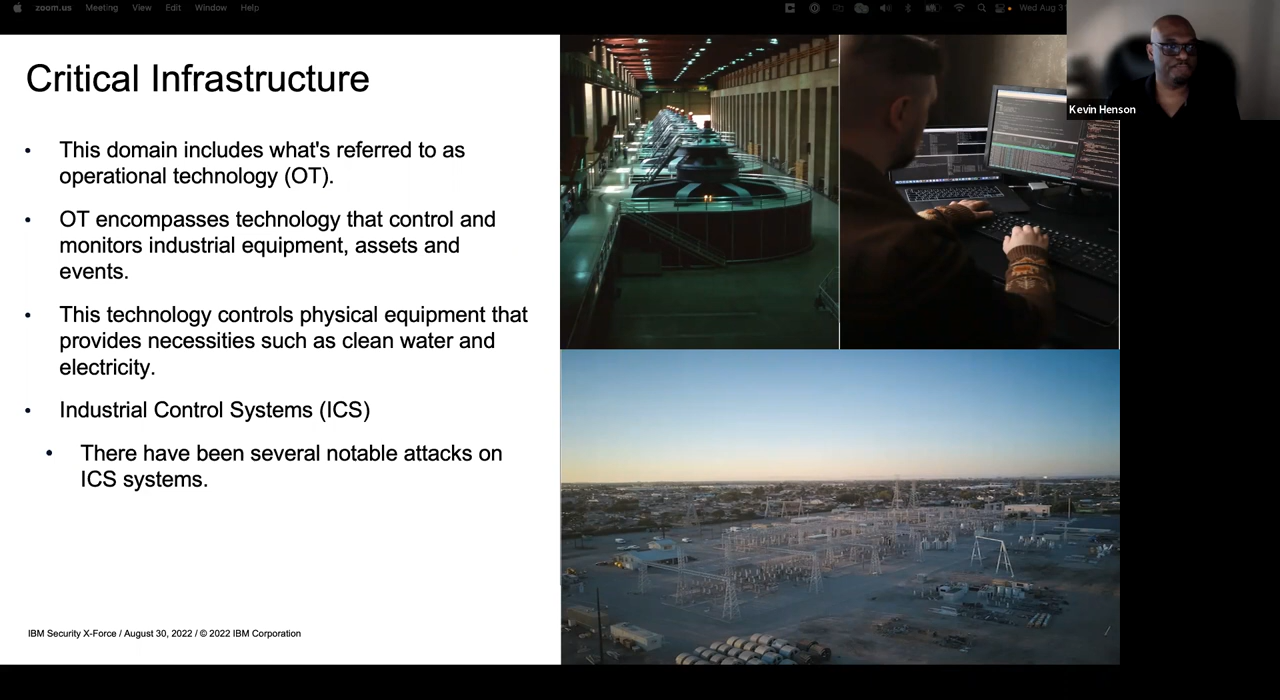 zoom.us Meeting View Edit Window Help
Wed Aug 31
Kevin Henson
Critical Infrastructure
• This domain includes what's referred to as
operational technology (OT).
• OT encompasses technology that control and
monitors industrial equipment, assets and
events.
• This technology controls physical equipment that
provides necessities such as clean water and
electricity.
• Industrial Control Systems (ICS)
• There have been several notable attacks on
ICS systems.
IBM Security X-Force / August 30, 2022 / © 2022 IBM Corporation